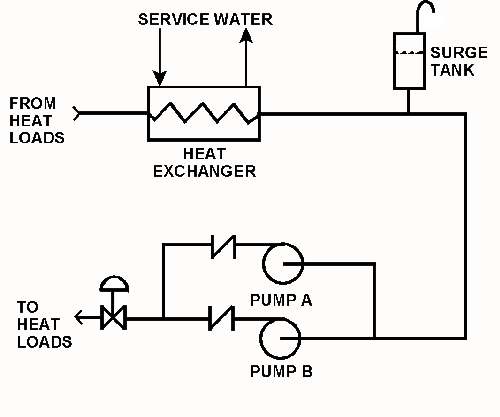 SERVICE WATER
SURGE
TANK
FROM
HEAT
LOADS
HEAT
EXCHANGER
PUMP A
TO
HEAT
LOADS
PUMP B